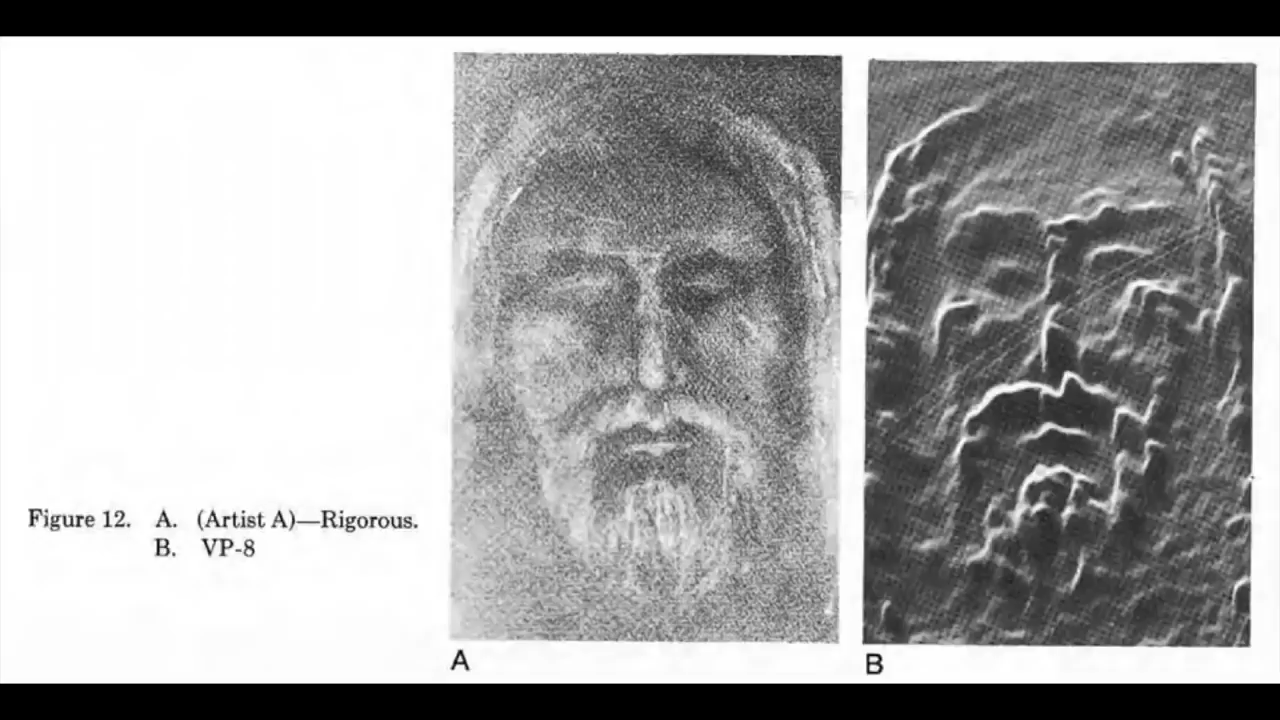 Figure 12. A. (Artist A)—Rigorous.
B. VP-8
A
B